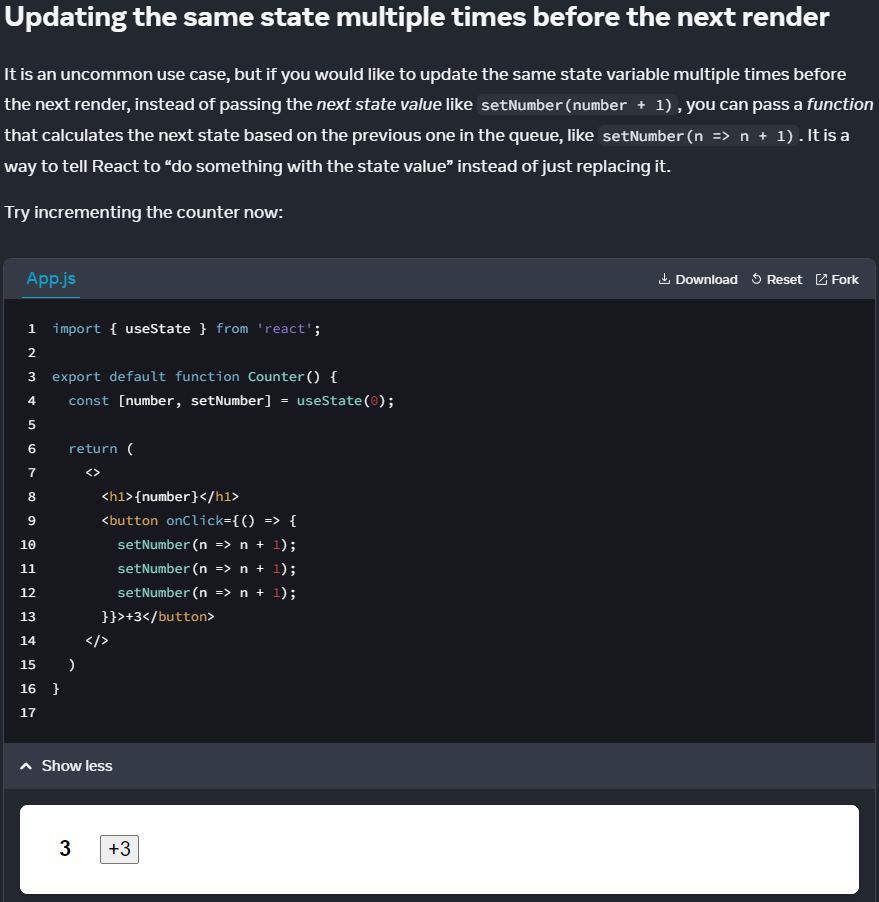 Updating the same state multiple times before the next render
It is an uncommon use case, but if you would like to update the same state variable multiple times before
the next render, instead of passing the next state value like setNumber(number + 1), you can pass a function
that calculates the next state based on the previous one in the queue, like setNumber(n => n + 1). It is a
way to tell React to “do something with the state value” instead of just replacing it.
Try incrementing the counter now:
App.js Download Reset Fork
1 import { useState } from 'react';
2
3 export default function Counter() {
4   const [number, setNumber] = useState(0);
5
6   return (
7     <>
8       <h1>{number}</h1>
9       <button onClick={() => {
10         setNumber(n => n + 1);
11         setNumber(n => n + 1);
12         setNumber(n => n + 1);
13       }}>+3</button>
14     </>
15   )
16 }
17
Show less
3 +3